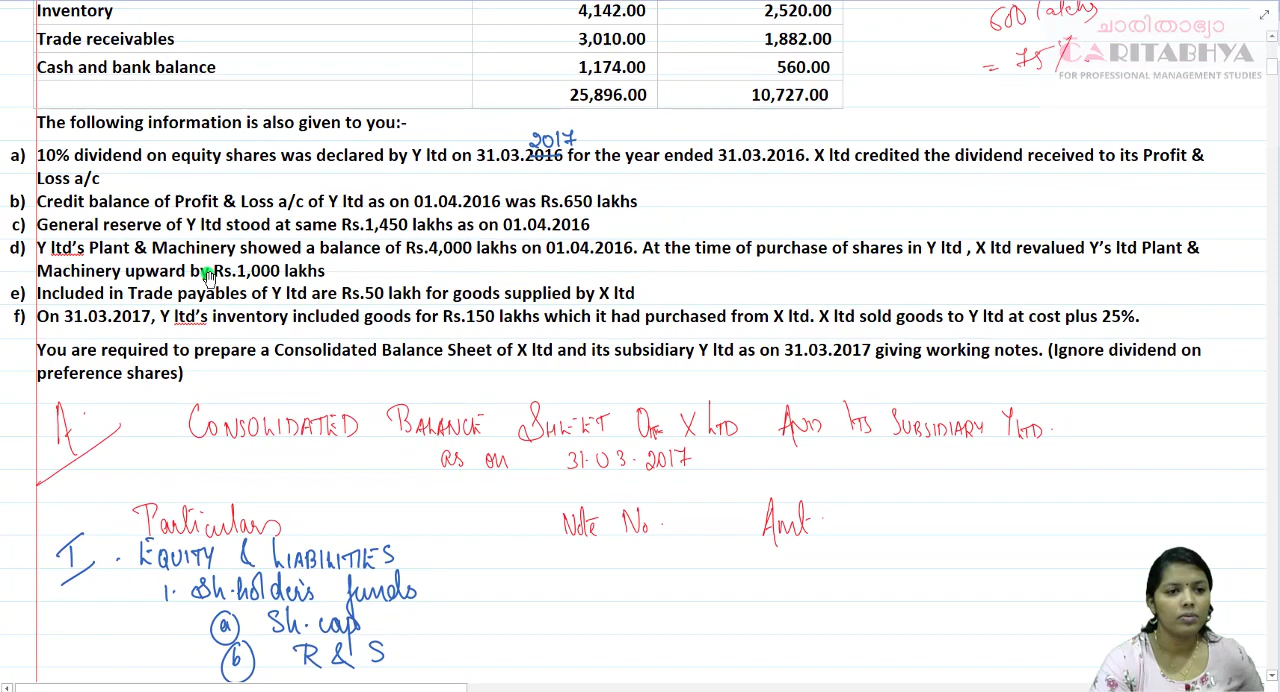 Inventory 4,142.00 2,520.00
600 lakhs
ചാരിതാഭ്യോ
Trade receivables 3,010.00 1,882.00
= 75%.
CARITABHYA
Cash and bank balance 1,174.00 560.00
FOR PROFESSIONAL MANAGEMENT STUDIES
25,896.00 10,727.00
The following information is also given to you:-
2017
a) 10% dividend on equity shares was declared by Y ltd on 31.03.2016 for the year ended 31.03.2016. X ltd credited the dividend received to its Profit &
Loss a/c
b) Credit balance of Profit & Loss a/c of Y ltd as on 01.04.2016 was Rs.650 lakhs
c) General reserve of Y ltd stood at same Rs.1,450 lakhs as on 01.04.2016
d) Y ltd's Plant & Machinery showed a balance of Rs.4,000 lakhs on 01.04.2016. At the time of purchase of shares in Y ltd , X ltd revalued Y's ltd Plant &
Machinery upward by Rs.1,000 lakhs
e) Included in Trade payables of Y ltd are Rs.50 lakh for goods supplied by X ltd
f) On 31.03.2017, Y ltd's inventory included goods for Rs.150 lakhs which it had purchased from X ltd. X ltd sold goods to Y ltd at cost plus 25%.
You are required to prepare a Consolidated Balance Sheet of X ltd and its subsidiary Y ltd as on 31.03.2017 giving working notes. (Ignore dividend on
preference shares)
A: CONSOLIDATED BALANCE SHEET OF X LTD AND ITS SUBSIDIARY Y LTD.
as on 31.03.2017
Particulars Note No. Amt
I. EQUITY & LIABILITIES
1. Sh.holder's funds
(a) Sh.cap
(b) R & S